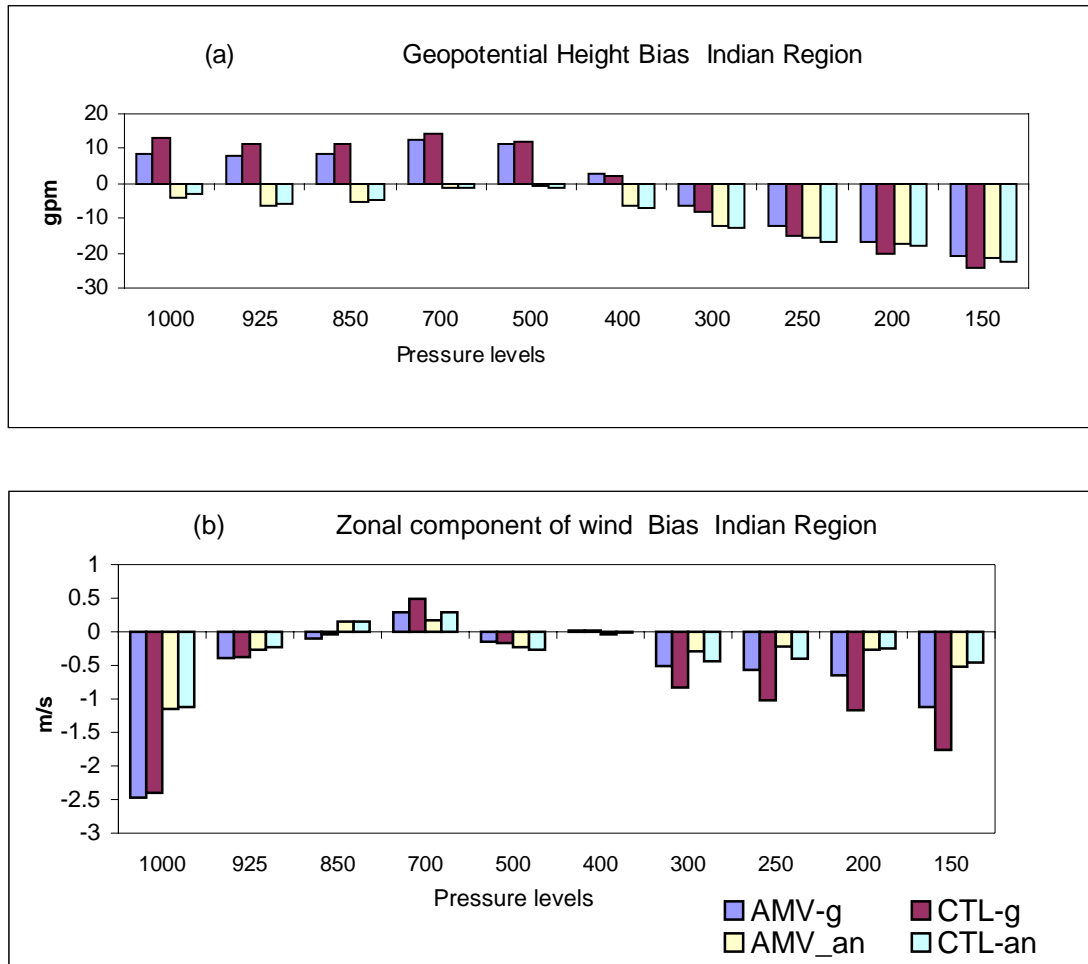 (a) Geopotential Height Bias Indian Region
20
10
0
-10
-20
-30
gpm
1000 925 850 700 500 400 300 250 200 150
Pressure levels
(b) Zonal component of wind Bias Indian Region
1
0.5
0
-0.5
-1
-1.5
-2
-2.5
-3
m/s
1000 925 850 700 500 400 300 250 200 150
Pressure levels
AMV-g CTL-g
AMV_an CTL-an